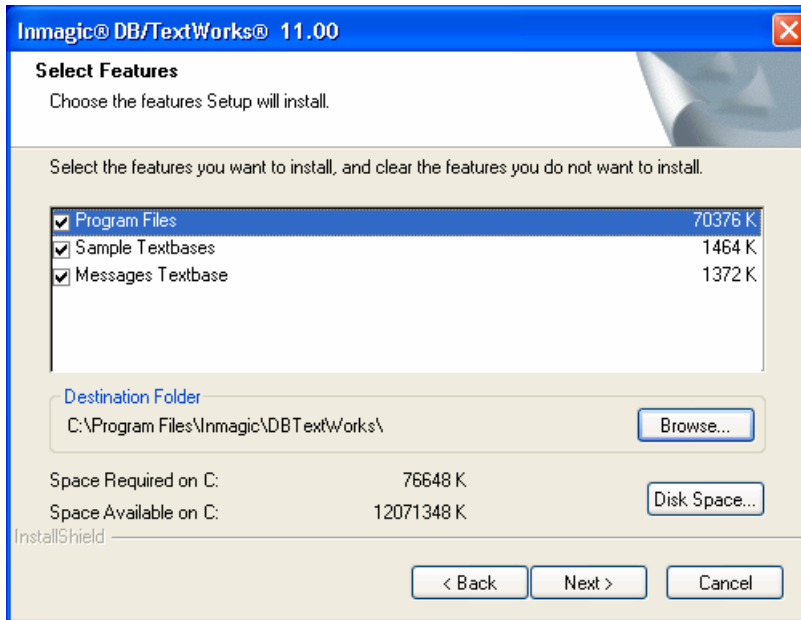 Inmagic® DB/TextWorks® 11.00
Select Features
Choose the features Setup will install.
Select the features you want to install, and clear the features you do not want to install.
Program Files 70376 K
Sample Textbases 1464 K
Messages Textbase 1372 K
Destination Folder
C:\Program Files\Inmagic\DBTextWorks\
Browse...
Space Required on C: 76648 K
Space Available on C: 12071348 K
Disk Space...
InstallShield
< Back Next > Cancel